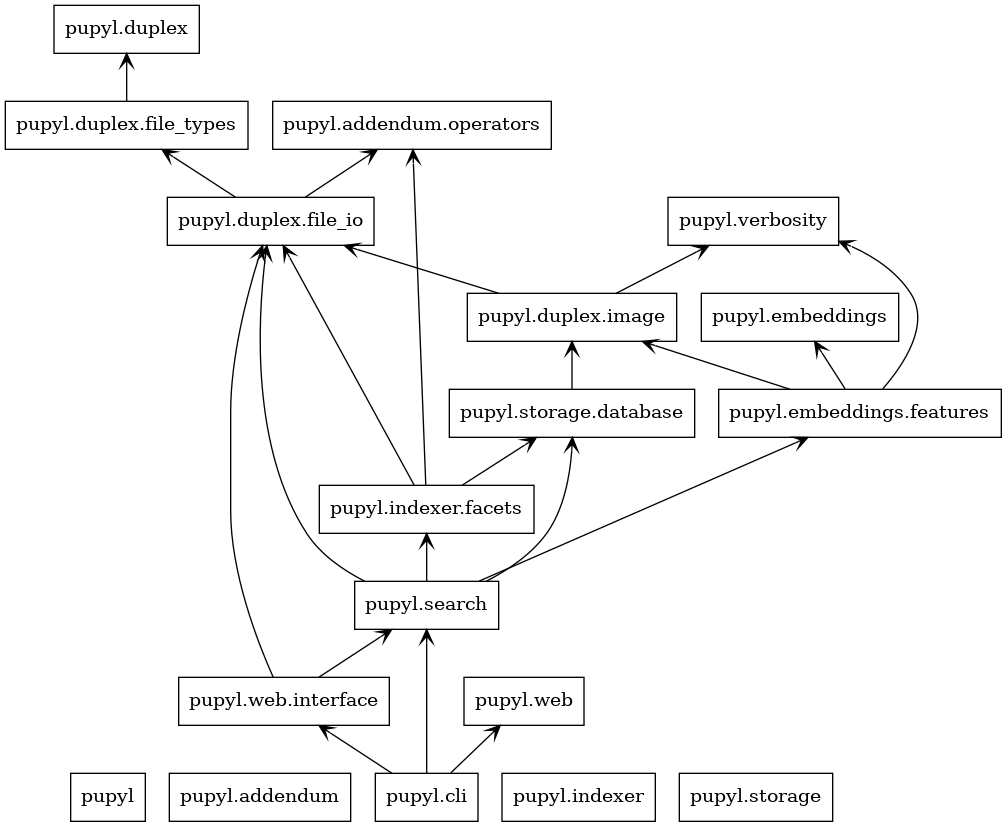 pupyl.duplex
pupyl.duplex.file_types
pupyl.addendum.operators
pupyl.duplex.file_io
pupyl.verbosity
pupyl.duplex.image
pupyl.embeddings
pupyl.storage.database
pupyl.embeddings.features
pupyl.indexer.facets
pupyl.search
pupyl.web.interface
pupyl.web
pupyl
pupyl.addendum
pupyl.cli
pupyl.indexer
pupyl.storage